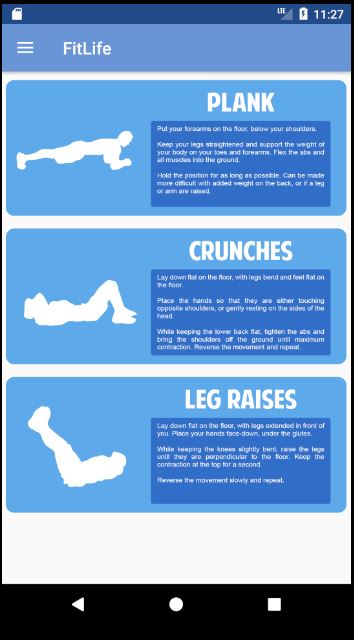 LTE 11:27
FitLife
PLANK
Put your forearms on the floor, below your shoulders.
Keep your legs straightened and support the weight of
your body on your toes and forearms. Flex the abs and
all muscles into the ground.
Hold the position for as long as possible. Can be made
more difficult with added weight on the back, or if a leg
or arm are raised.
CRUNCHES
Lay down flat on the floor, with legs bend and feet flat on
the floor.
Place the hands so that they are either touching
opposite shoulders, or gently resting on the sides of the
head.
While keeping the lower back flat, tighten the abs and
bring the shoulders off the ground until maximum
contraction. Reverse the movement and repeat.
LEG RAISES
Lay down flat on the floor, with legs extended in front of
you. Place your hands face-down, under the glutes.
While keeping the knees slightly bent, raise the legs
until they are perpendicular to the floor. Keep the
contraction at the top for a second.
Reverse the movement slowly and repeat.